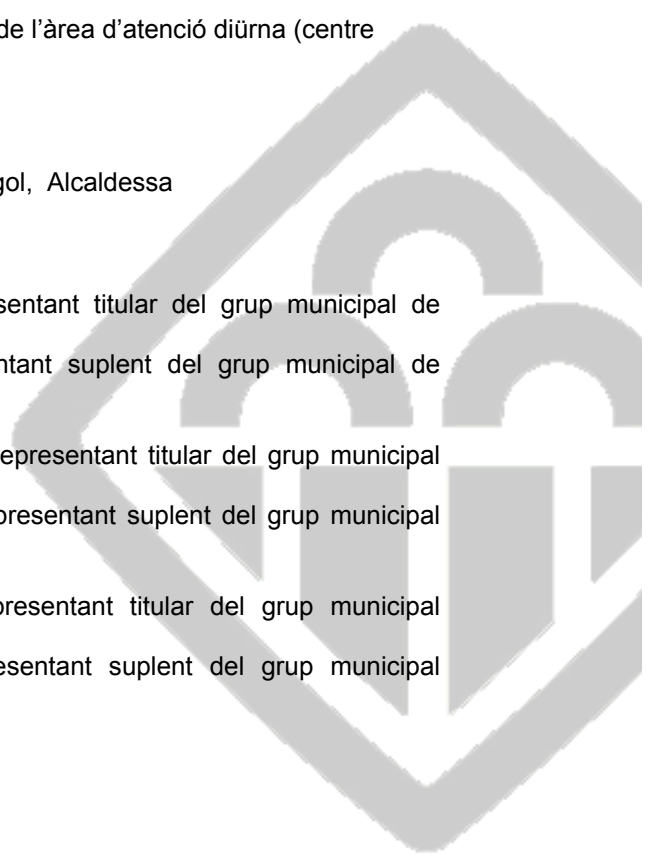 de l’àrea d’atenció diürna (centre
gol, Alcaldessa
sentant titular del grup municipal de
ntant suplent del grup municipal de
representant titular del grup municipal
presentant suplent del grup municipal
presentant titular del grup municipal
esentant suplent del grup municipal